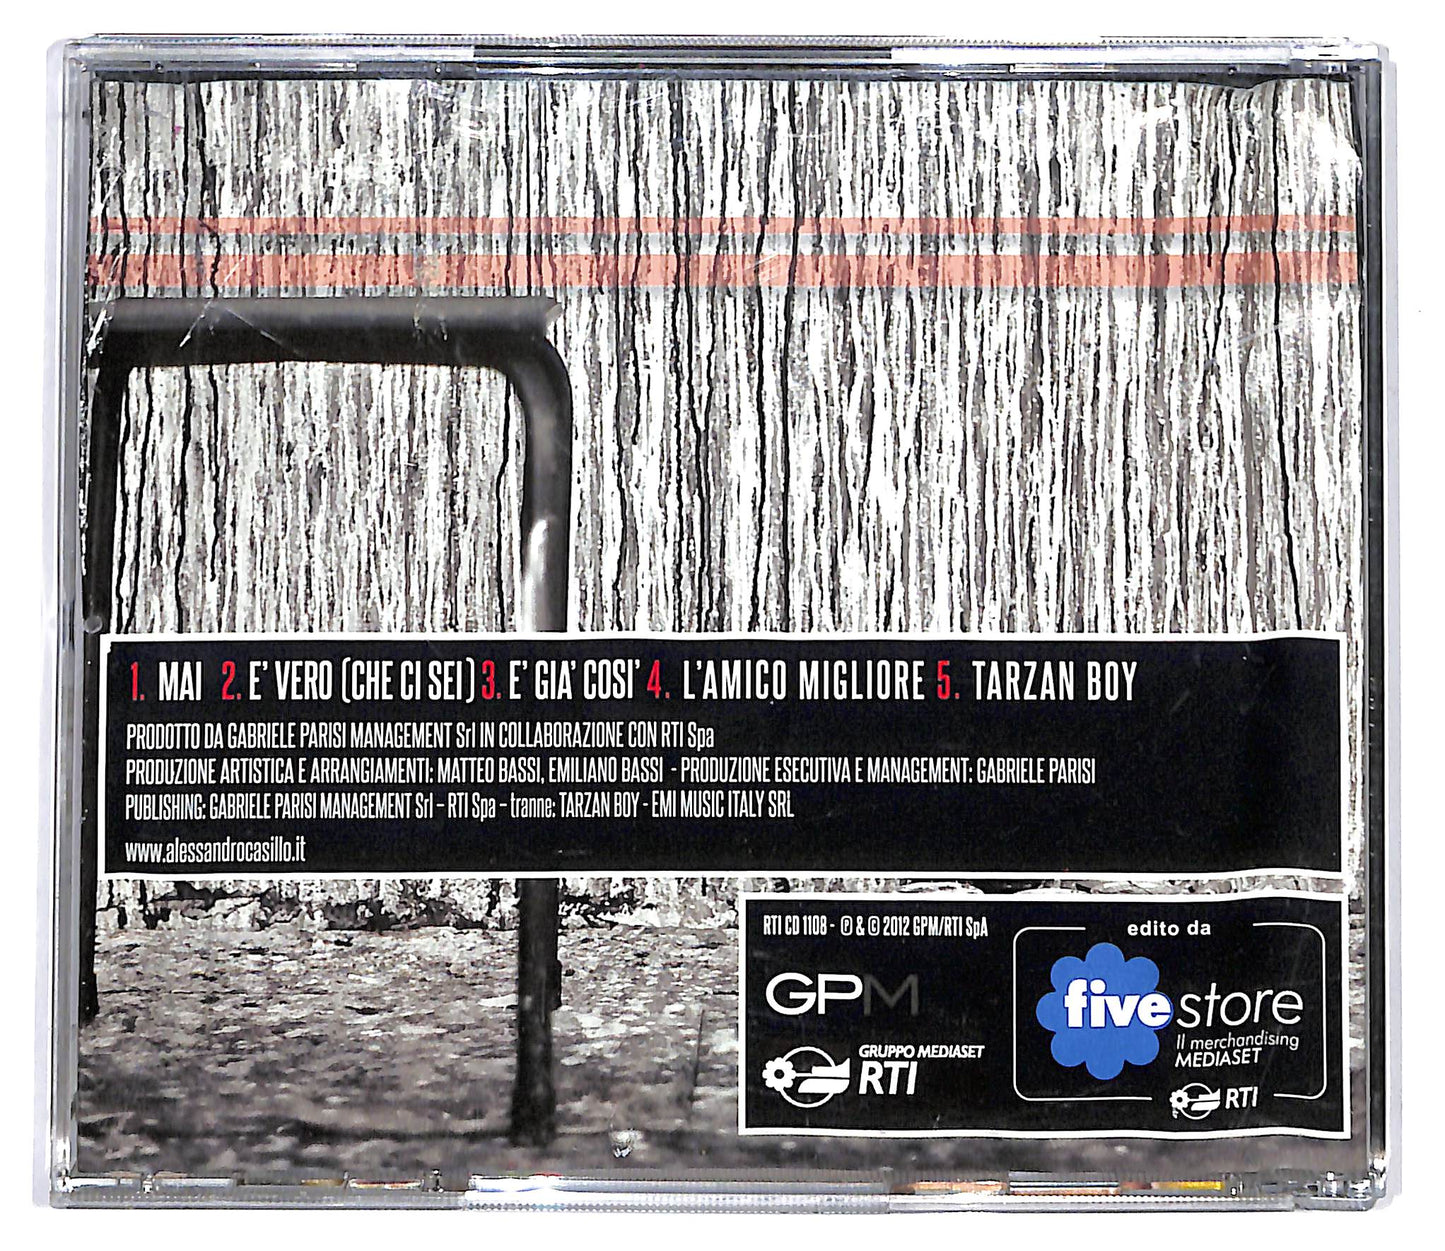 1. MAI 2. E' VERO (CHE CI SEI) 3. E' GIA' COSI' 4. L'AMICO MIGLIORE 5. TARZAN BOY
PRODOTTO DA GABRIELE PARISI MANAGEMENT Srl IN COLLABORAZIONE CON RTI Spa
PRODUZIONE ARTISTICA E ARRANGIAMENTI: MATTEO BASSI, EMILIANO BASSI - PRODUZIONE ESECUTIVA E MANAGEMENT: GABRIELE PARISI
PUBLISHING: GABRIELE PARISI MANAGEMENT Srl – RTI Spa – tranne: TARZAN BOY - EMI MUSIC ITALY SRL
www.alessandrocasillo.it
RTI CD 1108 - ℗ & © 2012 GPM/RTI SpA
GPM
GRUPPO MEDIASET
RTI
edito da
fivestore
Il merchandising
MEDIASET
RTI